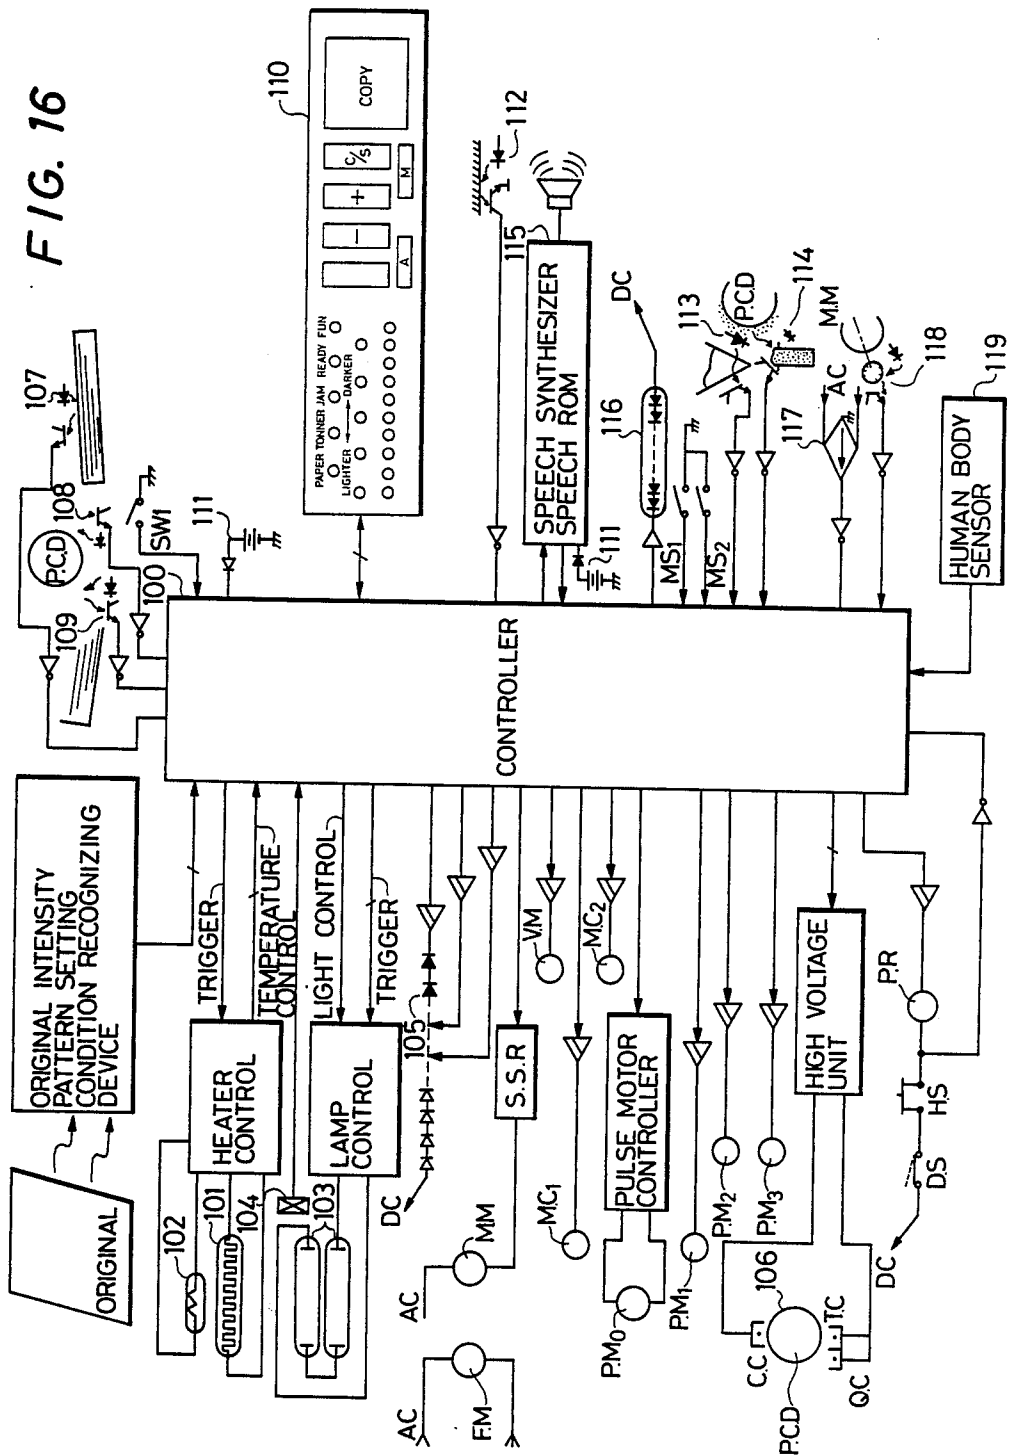 FIG. 16
ORIGINAL
ORIGINAL INTENSITY
PATTERN SETTING
CONDITION RECOGNIZING
DEVICE
109
P.C.D
108
107
100
SW1
111
110
PAPER TONNER JAM READY FUN
LIGHTER
DARKER
A
M
−
+
C/S
COPY
102
101
104
103
HEATER
CONTROL
TRIGGER
TEMPERATURE
CONTROL
LIGHT CONTROL
LAMP
CONTROL
TRIGGER
105
DC
CONTROLLER
112
SPEECH SYNTHESIZER
SPEECH ROM
115
111
AC
MM
S.S.R
V.M
116
DC
AC
F.M
MC1
M.C2
MS1
MS2
113
P.C.D
114
P.M0
PULSE MOTOR
CONTROLLER
P.M1
117
AC
M.M
118
P.M2
P.M3
106
C.C
T.C
P.C.D
Q.C
HIGH VOLTAGE
UNIT
P.R
HUMAN BODY
SENSOR
119
DC
D.S
H.S